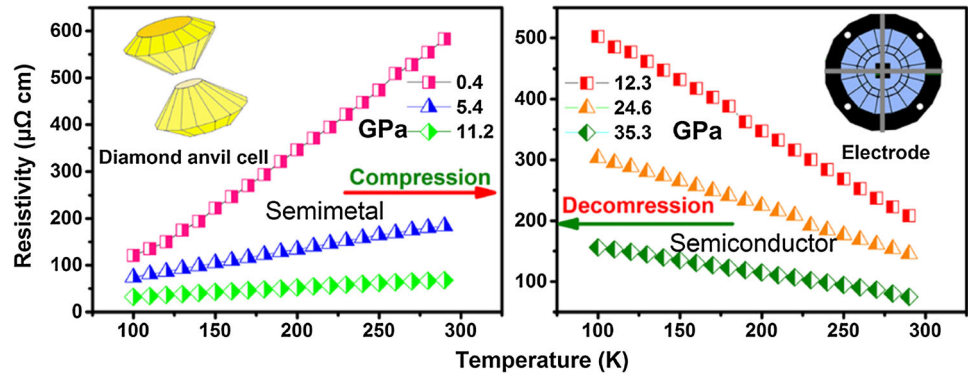 600
500
400
300
200
100
0
Resistivity (μΩ cm)
Diamond anvil cell
0.4
5.4
GPa
11.2
Compression
Semimetal
100 150 200 250 300
500
400
300
200
100
12.3
24.6
GPa
35.3
Electrode
Decomression
Semiconductor
100 150 200 250 300
Temperature (K)